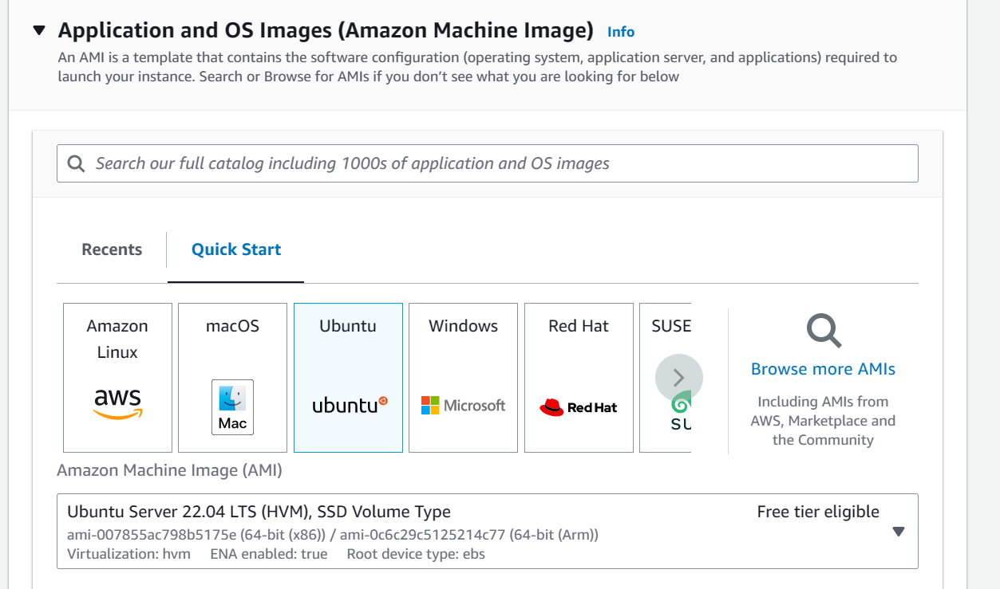 Application and OS Images (Amazon Machine Image) Info
An AMI is a template that contains the software configuration (operating system, application server, and applications) required to
launch your instance. Search or Browse for AMIs if you don’t see what you are looking for below
Search our full catalog including 1000s of application and OS images
Recents
Quick Start
Amazon
Linux
aws
macOS
Mac
Ubuntu
ubuntu
Windows
Microsoft
Red Hat
Red Hat
SUSE
SU
Browse more AMIs
Including AMIs from
AWS, Marketplace and
the Community
Amazon Machine Image (AMI)
Ubuntu Server 22.04 LTS (HVM), SSD Volume Type
Free tier eligible
ami-007855ac798b5175e (64-bit (x86)) / ami-0c6c29c5125214c77 (64-bit (Arm))
Virtualization: hvm ENA enabled: true Root device type: ebs